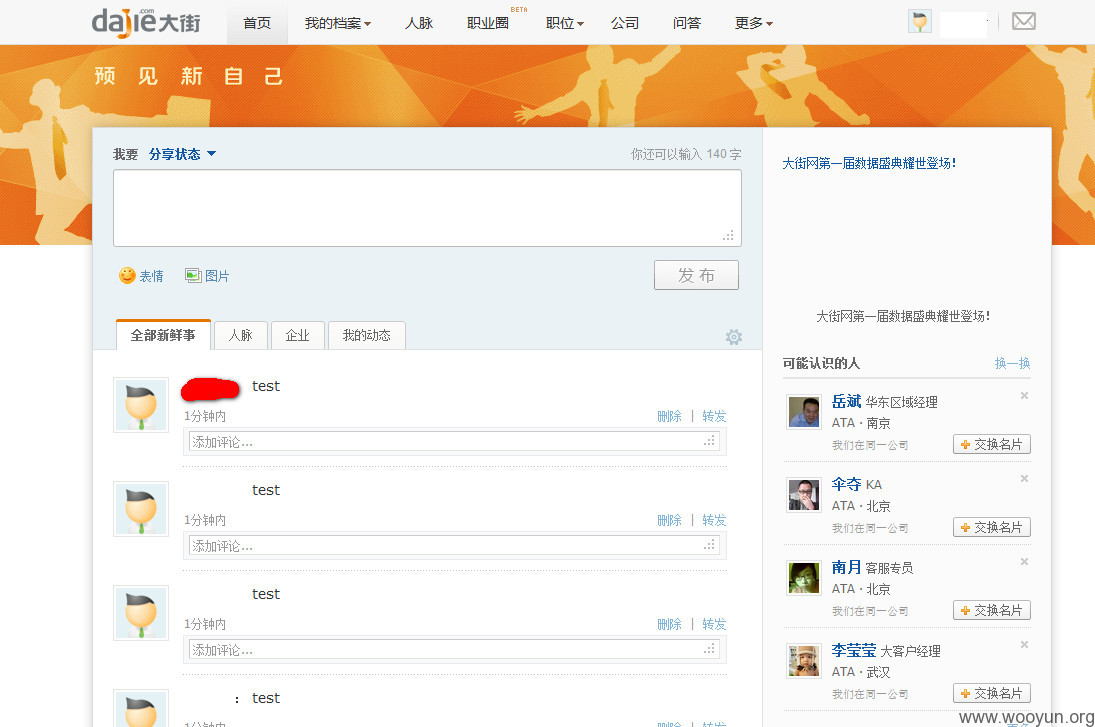 dajie.com大街
首页
我的档案
人脉
职业圈 BETA
职位
公司
问答
更多
预见新自己
我要 分享状态
你还可以输入 140 字
表情 图片
发布
全部新鲜事 人脉 企业 我的动态
test
1分钟内
删除 | 转发
添加评论...
test
1分钟内
删除 | 转发
添加评论...
test
1分钟内
删除 | 转发
添加评论...
: test
1分钟内
删除 | 转发
大街网第一届数据盛典耀世登场!
大街网第一届数据盛典耀世登场!
可能认识的人 换一换
岳斌 华东区域经理
ATA · 南京
我们在同一公司
交换名片
伞夺 KA
ATA · 北京
我们在同一公司
交换名片
南月 客服专员
ATA · 北京
我们在同一公司
交换名片
李莹莹 大客户经理
ATA · 武汉
我们在同一公司
交换名片
www.wooyun.org